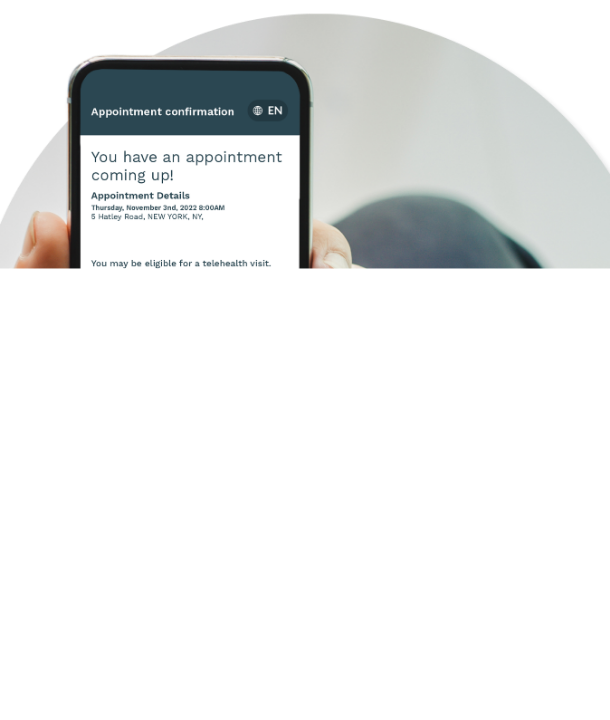 Appointment confirmation
EN
You have an appointment
coming up!
Appointment Details
Thursday, November 3nd, 2022 8:00AM
5 Hatley Road, NEW YORK, NY,
You may be eligible for a telehealth visit.